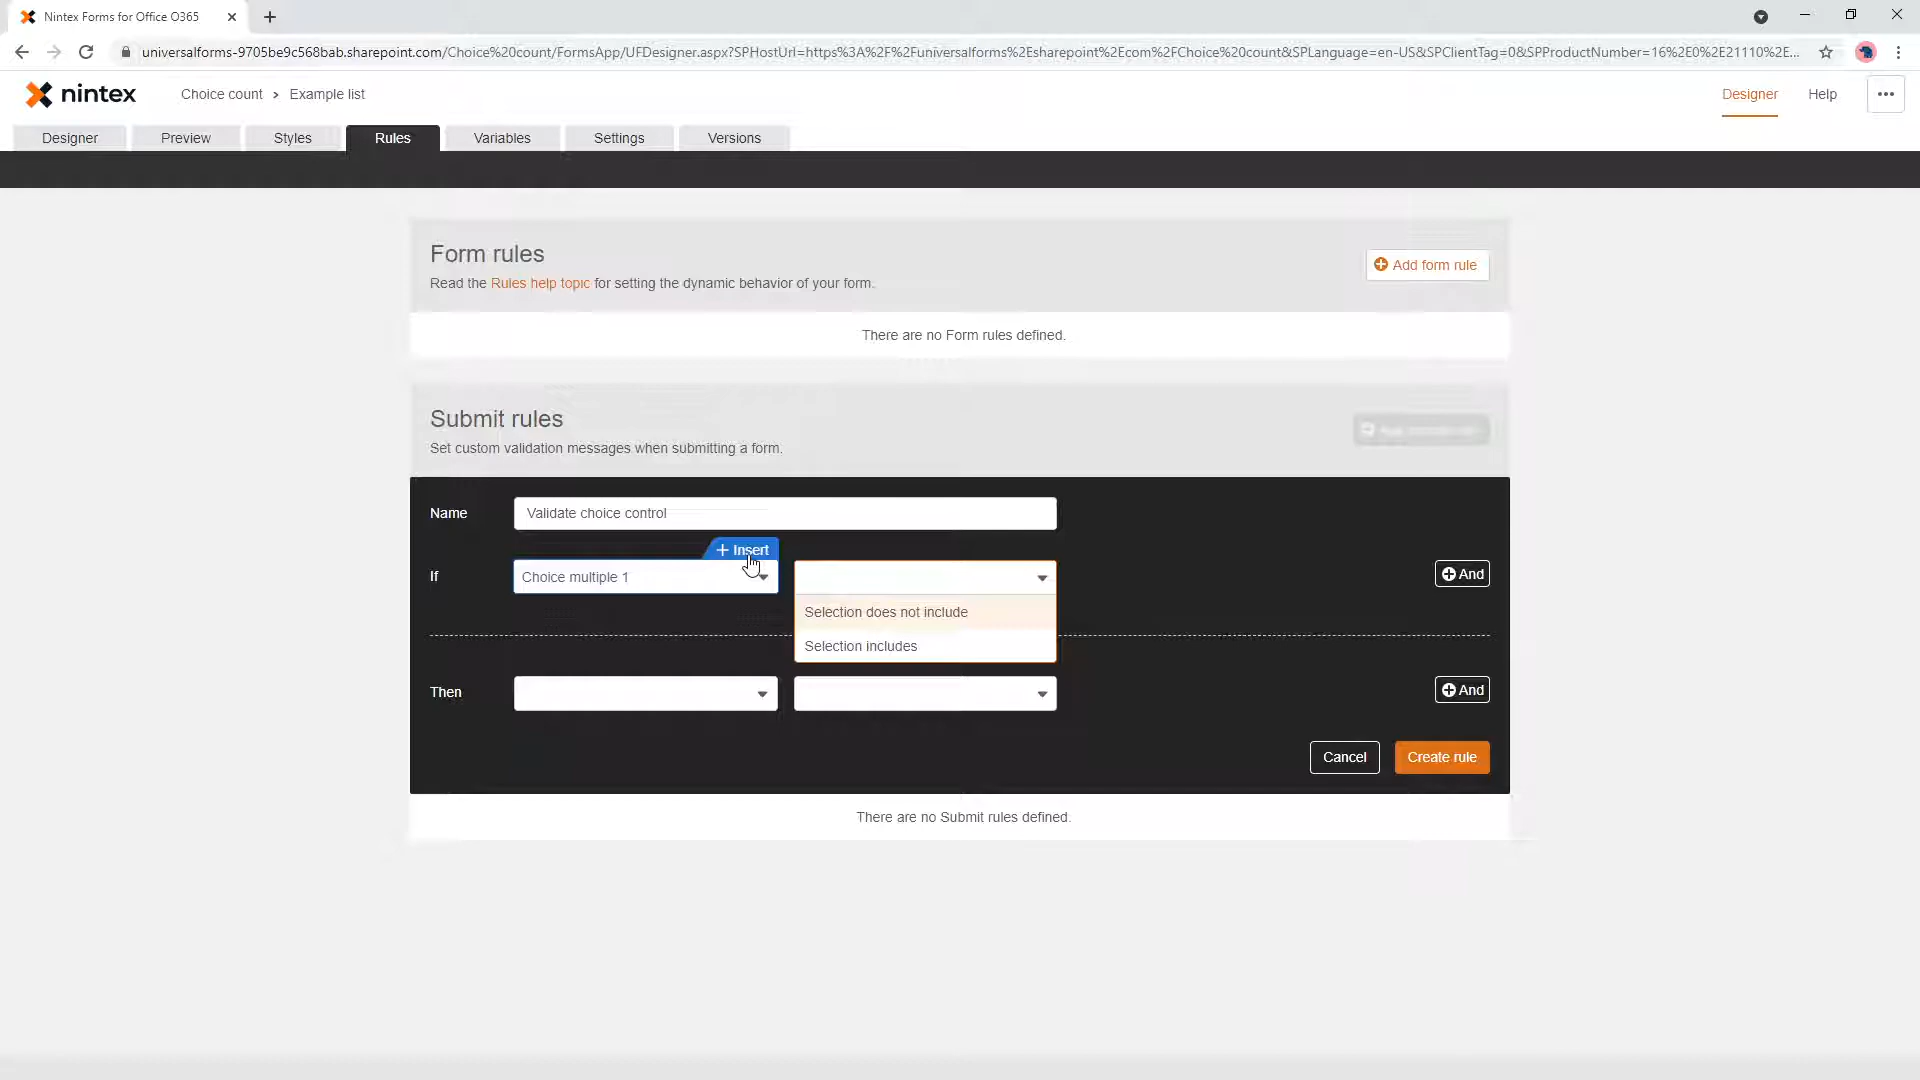 Nintex Forms for Office O365
universalforms-9705be9c568bab.sharepoint.com/Choice%20count/FormsApp/UFDesigner.aspx?SPHostUrl=https%3A%2F%2Funiversalforms%2Esharepoint%2Ecom%2FChoice%20count&SPLanguage=en-US&SPClientTag=0&SPProductNumber=16%2E0%2E21110%2E...
nintex Choice count > Example list Designer Help
Designer Preview Styles Rules Variables Settings Versions
Form rules
Read the Rules help topic for setting the dynamic behavior of your form.
Add form rule
There are no Form rules defined.
Submit rules
Set custom validation messages when submitting a form.
Name Validate choice control
+ Insert
If Choice multiple 1 And
Selection does not include
Selection includes
Then And
Cancel Create rule
There are no Submit rules defined.